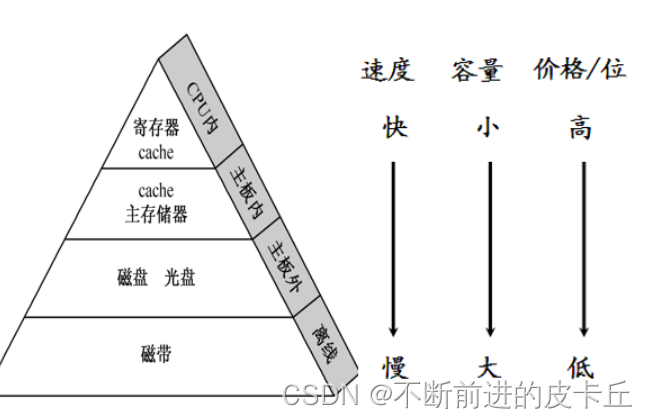 寄存器
cache
cache
主存储器
磁盘 光盘
磁带
CPU内
主板内
主板外
离线
速度 容量 价格/位
快 小 高
慢 大 低
CSDN @不断前进的皮卡丘